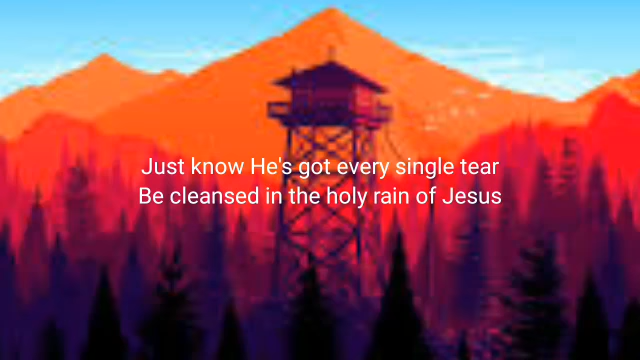 Just know He's got every single tear
Be cleansed in the holy rain of Jesus